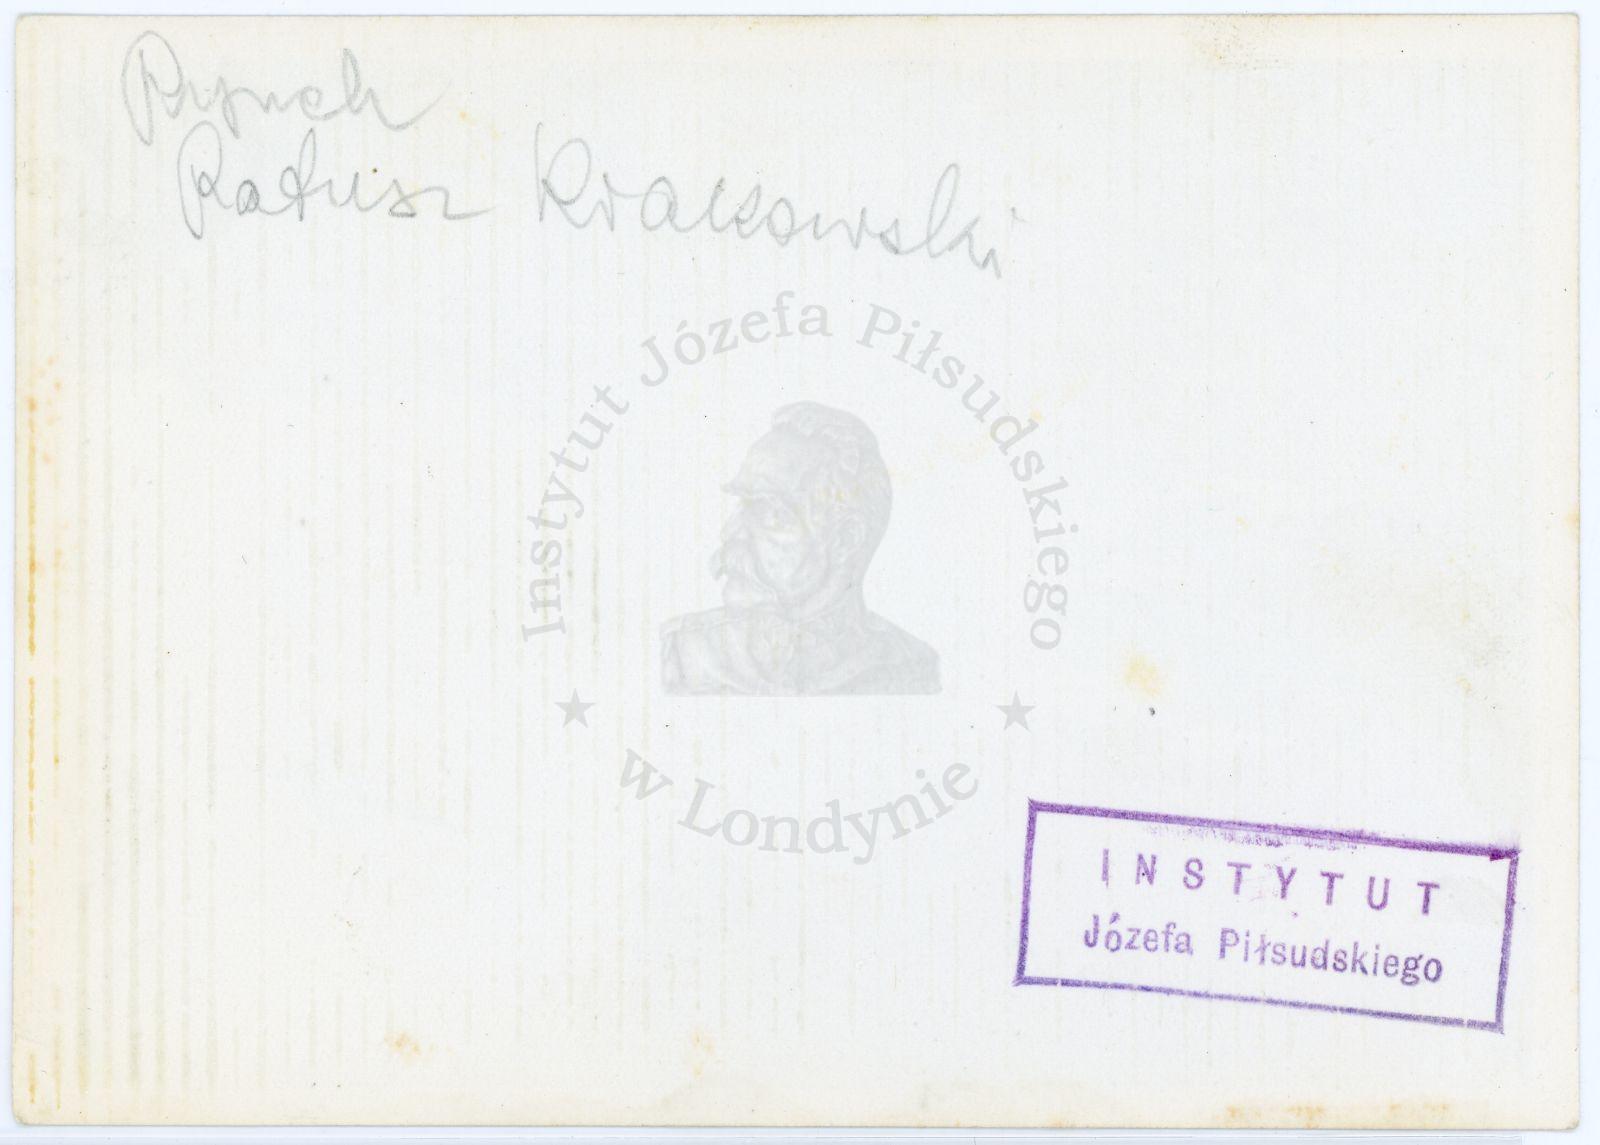 Rynek
Ratusz Krakowski
Instytut Józefa Piłsudskiego
w Londynie
INSTYTUT
Józefa Piłsudskiego